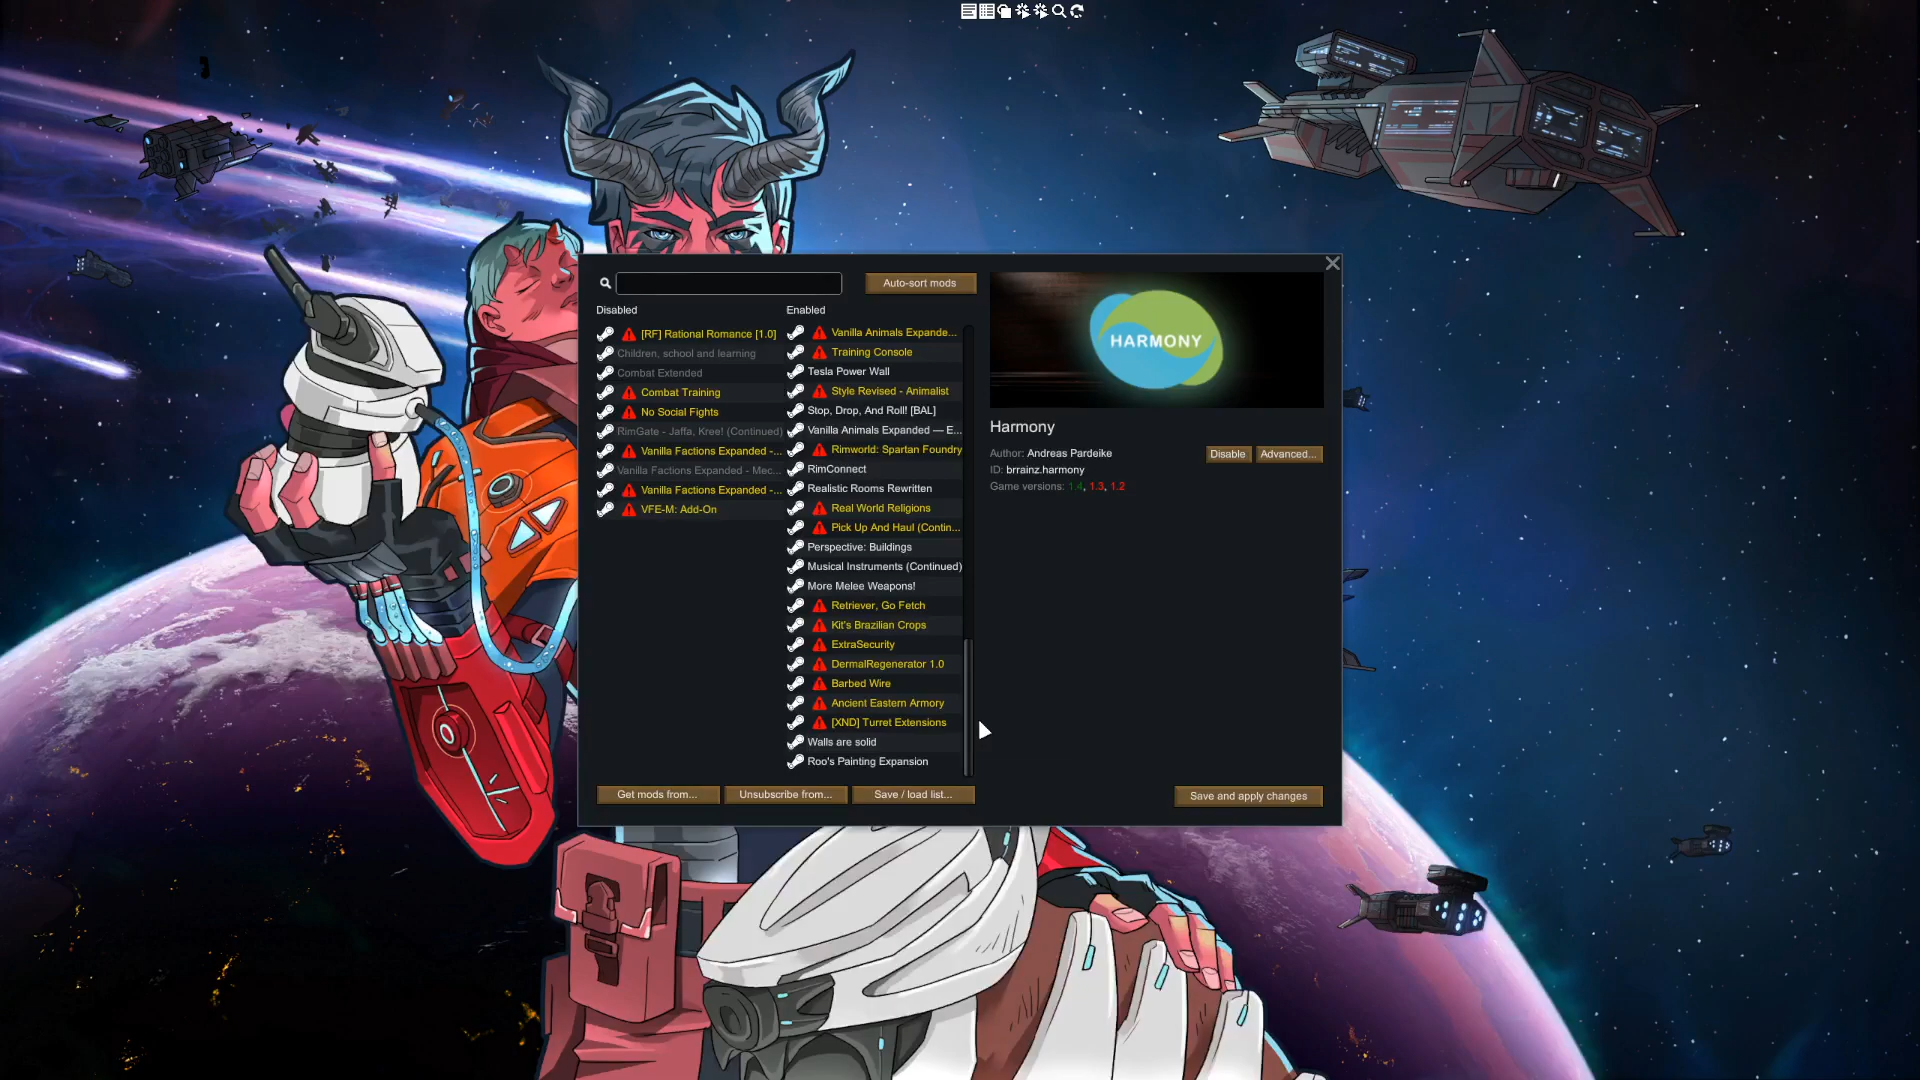 Auto-sort mods
Disabled
[RF] Rational Romance [1.0]
Children, school and learning
Combat Extended
Combat Training
No Social Fights
RimGate - Jaffa, Kree! (Continued)
Vanilla Factions Expanded -...
Vanilla Factions Expanded - Mec...
Vanilla Factions Expanded -...
VFE-M: Add-On
Enabled
Vanilla Animals Expande...
Training Console
Tesla Power Wall
Style Revised - Animalist
Stop, Drop, And Roll! [BAL]
Vanilla Animals Expanded — E...
Rimworld: Spartan Foundry
RimConnect
Realistic Rooms Rewritten
Real World Religions
Pick Up And Haul (Contin...
Perspective: Buildings
Musical Instruments (Continued)
More Melee Weapons!
Retriever, Go Fetch
Kit's Brazilian Crops
ExtraSecurity
DermalRegenerator 1.0
Barbed Wire
Ancient Eastern Armory
[XND] Turret Extensions
Walls are solid
Roo's Painting Expansion
Get mods from...
Unsubscribe from...
Save / load list...
HARMONY
Harmony
Author: Andreas Pardeike
ID: brrainz.harmony
Game versions: 1.4, 1.3, 1.2
Disable
Advanced...
Save and apply changes